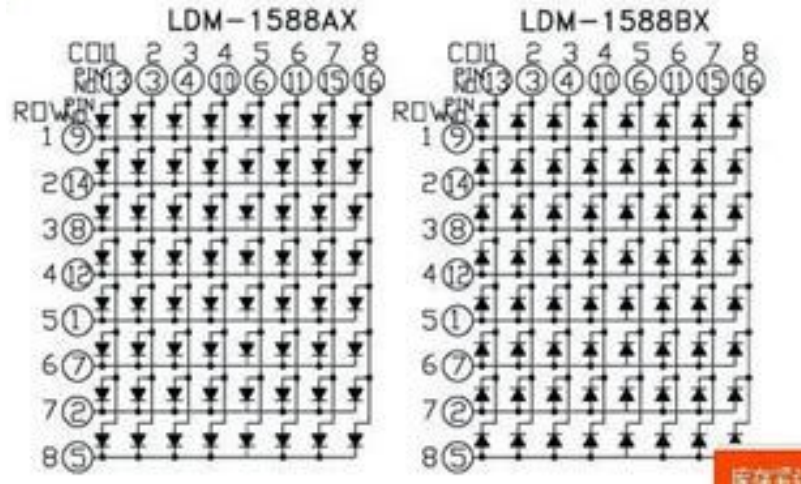 LDM-1588AX
COL 1 2 3 4 5 6 7 8
PIN NO. 13 3 4 10 6 11 15 16
ROW PIN NO.
1 9
2 14
3 8
4 12
5 1
6 7
7 2
8 5
LDM-1588BX
COL 1 2 3 4 5 6 7 8
PIN NO. 13 3 4 10 6 11 15 16
ROW PIN NO.
1 9
2 14
3 8
4 12
5 1
6 7
7 2
8 5